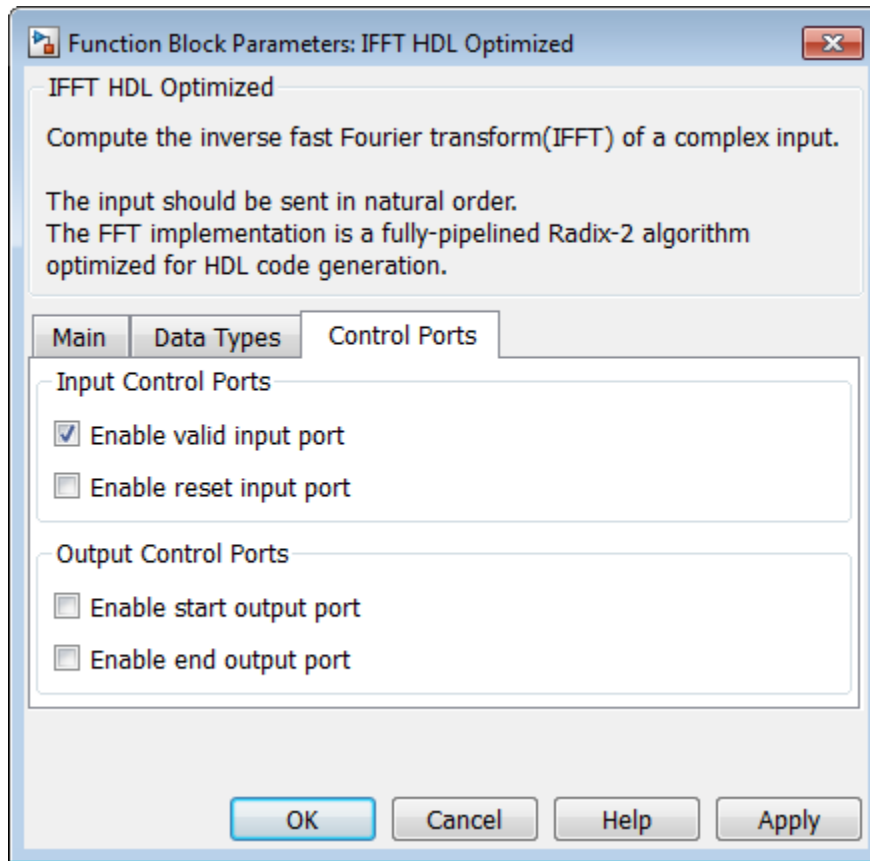 Function Block Parameters: IFFT HDL Optimized
IFFT HDL Optimized
Compute the inverse fast Fourier transform(IFFT) of a complex input.
The input should be sent in natural order.
The FFT implementation is a fully-pipelined Radix-2 algorithm
optimized for HDL code generation.
Main Data Types Control Ports
Input Control Ports
Enable valid input port
Enable reset input port
Output Control Ports
Enable start output port
Enable end output port
OK Cancel Help Apply